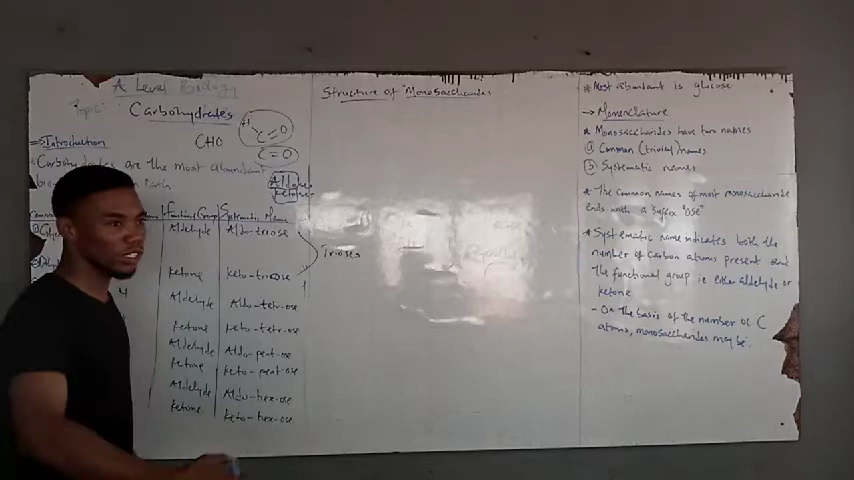 A Level Biology
Topic:
Carbohydrates
H
C=O
C=O
CHO
Introduction
Carbohydrates are the most abundant
Earth
Aldose
ketose
Functional Group Systematic Name
Aldehyde Aldo-triose
ketone keto-triose
Trioses
4 Aldehyde Aldo-tetr-ose
ketone keto-tetr-ose
Aldehyde Aldo-pent-ose
ketone keto-pent-ose
Aldehyde Aldo-hex-ose
ketone keto-hex-ose
Structure of Monosaccharides
* Most abundant is glucose
→ Nomenclature
* Monosaccharides have two names
(a) Common (trivial) names
(b) Systematic names
* The common names of most monosaccharide
ends with a suffix "ose"
* Systematic name indicates both the
number of carbon atoms present and
the functional group ie either aldehyde or
ketone
- On the basis of the number of C
atoms, monosaccharides may be: